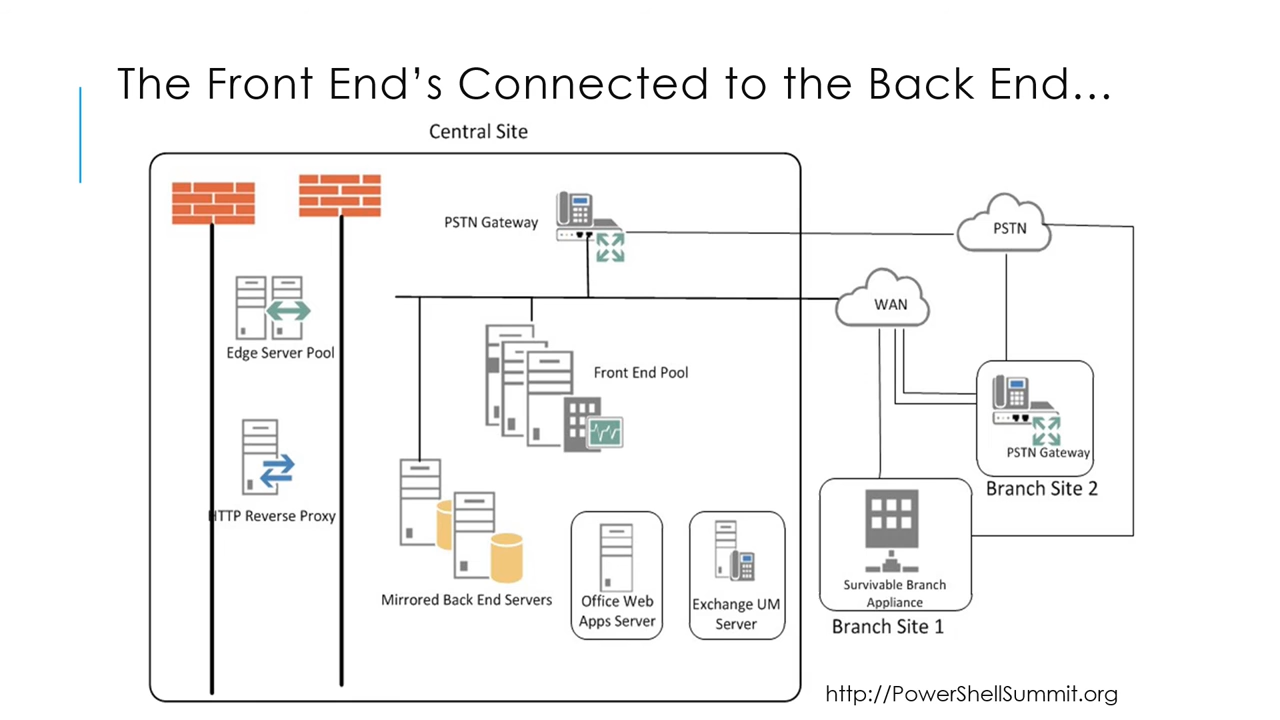 The Front End’s Connected to the Back End…
Central Site
PSTN Gateway
PSTN
WAN
Edge Server Pool
Front End Pool
PSTN Gateway
Branch Site 2
HTTP Reverse Proxy
Mirrored Back End Servers
Office Web
Apps Server
Exchange UM
Server
Survivable Branch
Appliance
Branch Site 1
http://PowerShellSummit.org